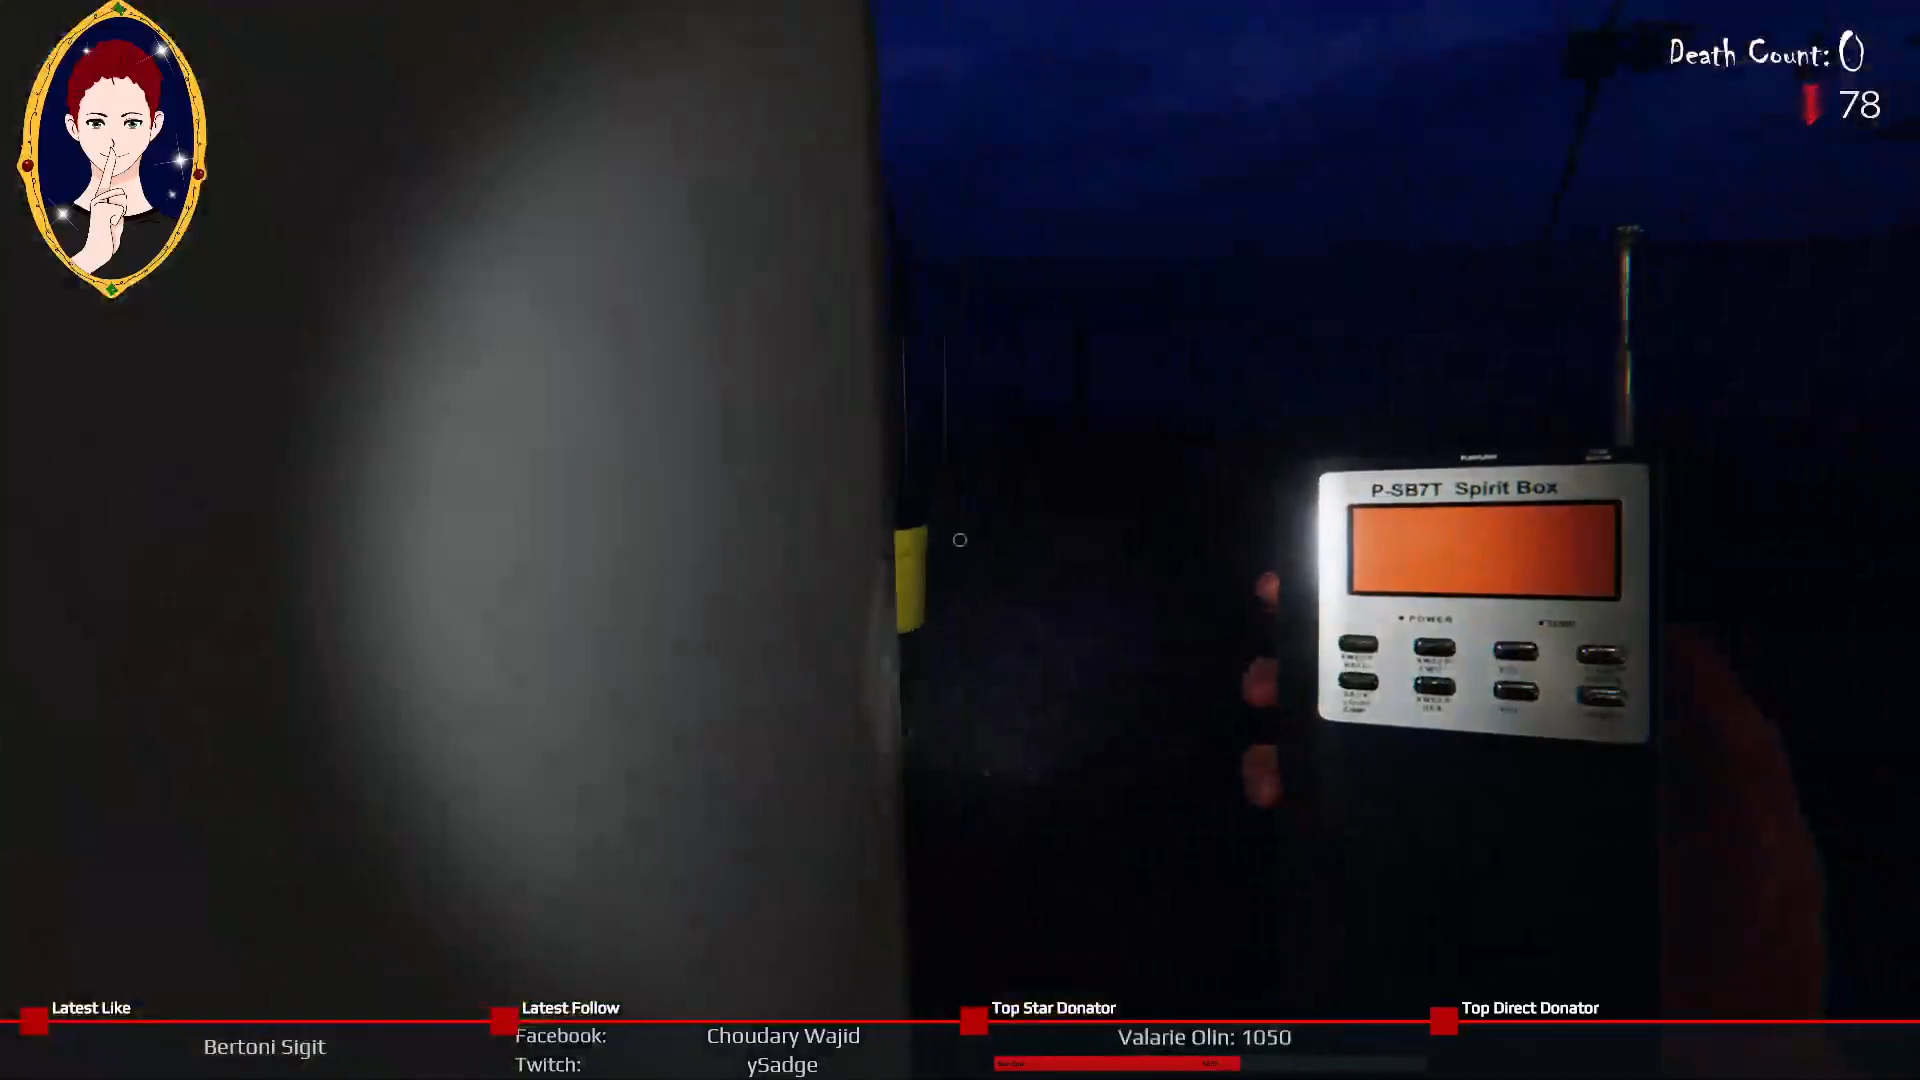 Death Count: 0
78
P-SB7T Spirit Box
POWER
Latest Like
Bertoni Sigit
Latest Follow
Facebook: Choudary Wajid
Twitch: ySadge
Top Star Donator
Valarie Olin: 1050
Top Direct Donator